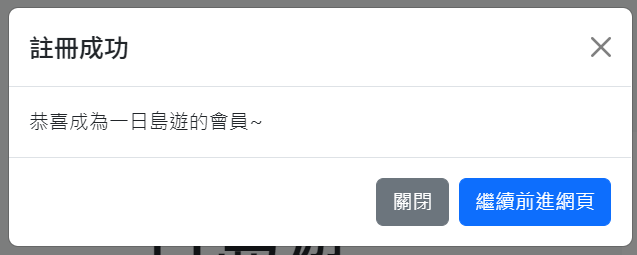 註冊成功
恭喜成為一日島遊的會員~
關閉
繼續前進網頁